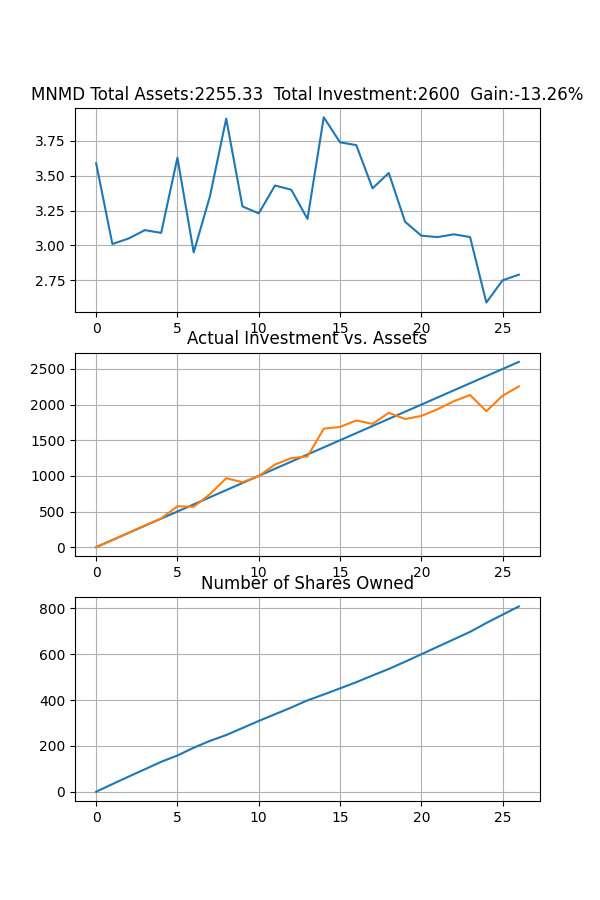 MNMD Total Assets:2255.33  Total Investment:2600  Gain:-13.26%
3.75
3.50
3.25
3.00
2.75
0 5 10 15 20 25
Actual Investment vs. Assets
2500
2000
1500
1000
500
0
0 5 10 15 20 25
Number of Shares Owned
800
600
400
200
0
0 5 10 15 20 25